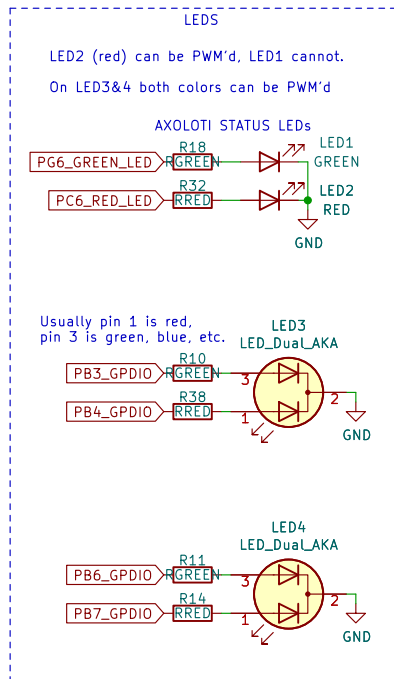 LEDS
LED2 (red) can be PWM'd, LED1 cannot.
On LED3&4 both colors can be PWM'd
AXOLOTI STATUS LEDs
R18
LED1
PG6_GREEN_LED
RGREEN
GREEN
R32
LED2
PC6_RED_LED
RRED
RED
GND
Usually pin 1 is red,
pin 3 is green, blue, etc.
LED3
LED_Dual_AKA
R10
PB3_GPDIO
RGREEN
3
R38
2
PB4_GPDIO
RRED
1
GND
LED4
LED_Dual_AKA
R11
PB6_GPDIO
RGREEN
3
R14
2
PB7_GPDIO
RRED
1
GND